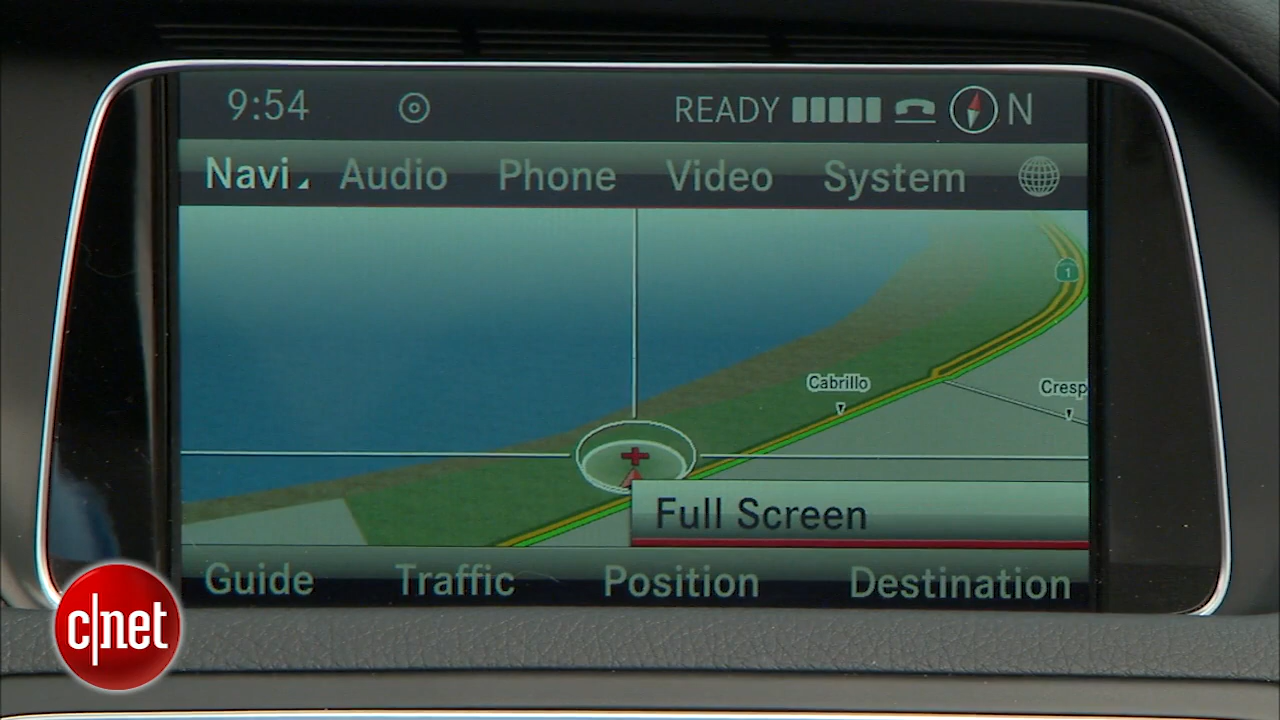 9:54 READY N
Navi Audio Phone Video System
1
Cabrillo
Cresp
Full Screen
Guide Traffic Position Destination
c|net